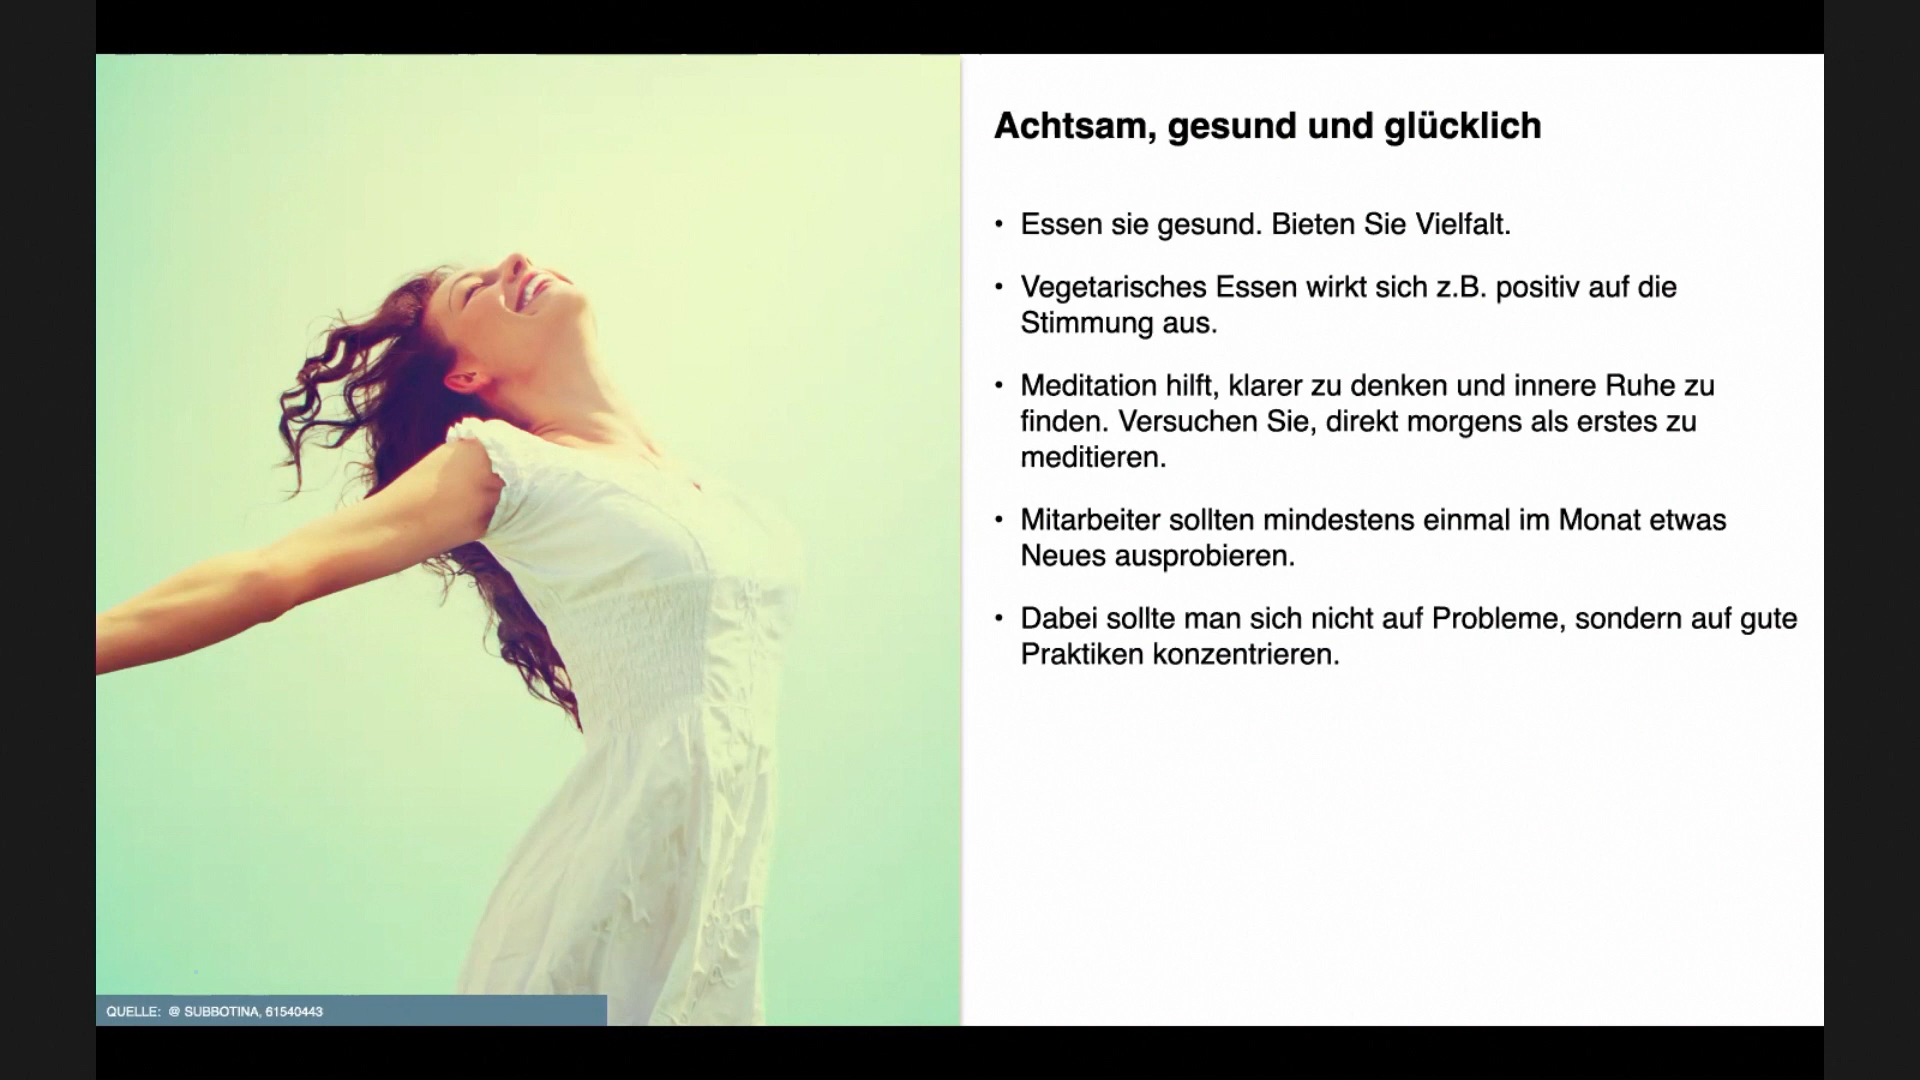 Achtsam, gesund und glücklich
• Essen sie gesund. Bieten Sie Vielfalt.
• Vegetarisches Essen wirkt sich z.B. positiv auf die
Stimmung aus.
• Meditation hilft, klarer zu denken und innere Ruhe zu
finden. Versuchen Sie, direkt morgens als erstes zu
meditieren.
• Mitarbeiter sollten mindestens einmal im Monat etwas
Neues ausprobieren.
• Dabei sollte man sich nicht auf Probleme, sondern auf gute
Praktiken konzentrieren.
QUELLE: @ SUBBOTINA, 61540443